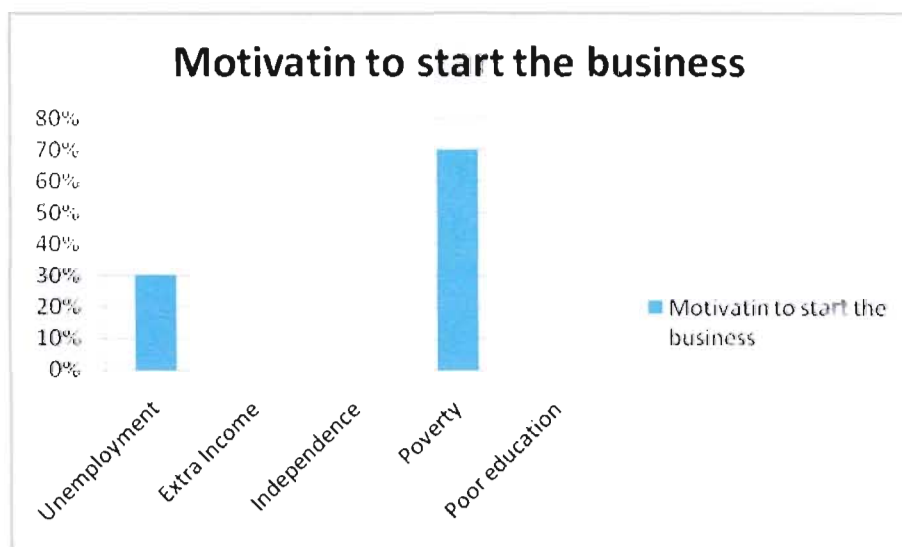 Motivatin to start the business
80%
70%
60%
50%
40%
30%
20%
10%
0%
Unemployment
Extra Income
Independence
Poverty
Poor education
Motivatin to start the
business